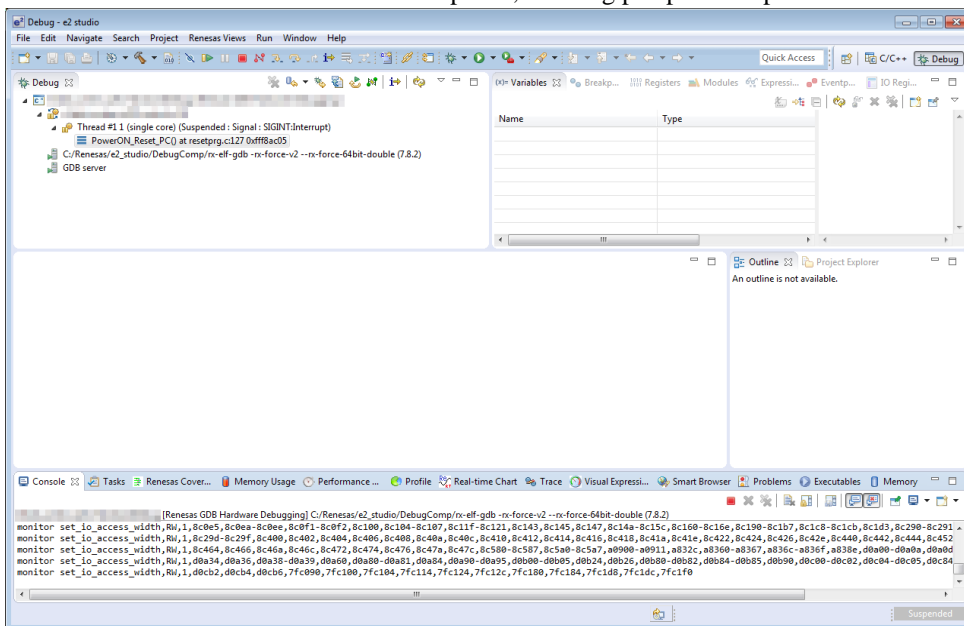 Debug - e2 studio
File Edit Navigate Search Project Renesas Views Run Window Help
Quick Access C/C++ Debug
Debug
Thread #1 1 (single core) (Suspended : Signal : SIGINT:Interrupt)
PowerON_Reset_PC() at resetprg.c:127 0xfff8ac05
C:/Renesas/e2_studio/DebugComp/rx-elf-gdb -rx-force-v2 --rx-force-64bit-double (7.8.2)
GDB server
(x)= Variables Breakp... Registers Modules Expressi... Eventp... IO Regi...
Name Type
Outline Project Explorer
An outline is not available.
Console Tasks Renesas Cover... Memory Usage Performance ... Profile Real-time Chart Trace Visual Expressi... Smart Browser Problems Executables Memory
[Renesas GDB Hardware Debugging] C:/Renesas/e2_studio/DebugComp/rx-elf-gdb -rx-force-v2 --rx-force-64bit-double (7.8.2)
monitor set_io_access_width,RW,1,8c0e5,8c0ea-8c0ee,8c0f1-8c0f2,8c100,8c104-8c107,8c11f-8c121,8c143,8c145,8c147,8c14a-8c15c,8c160-8c16e,8c190-8c1b7,8c1c8-8c1cb,8c1d3,8c290-8c291
monitor set_io_access_width,RW,1,8c29d-8c29f,8c400,8c402,8c404,8c406,8c408,8c40a,8c40c,8c410,8c412,8c414,8c416,8c418,8c41a,8c41e,8c422,8c424,8c426,8c42e,8c440,8c442,8c444,8c452
monitor set_io_access_width,RW,1,8c464,8c466,8c46a,8c46c,8c472,8c474,8c476,8c47a,8c47c,8c580-8c587,8c5a0-8c5a7,a0900-a0911,a832c,a8360-a8367,a836c-a836f,a838e,d0a00-d0a0a,d0a0d
monitor set_io_access_width,RW,1,d0a34,d0a36,d0a38-d0a39,d0a60,d0a80-d0a81,d0a84,d0a90-d0a95,d0b00-d0b05,d0b24,d0b26,d0b80-d0b82,d0b84-d0b85,d0b90,d0c00-d0c02,d0c04-d0c05,d0c84
monitor set_io_access_width,RW,1,d0cb2,d0cb4,d0cb6,7fc090,7fc100,7fc104,7fc114,7fc124,7fc12c,7fc180,7fc184,7fc1d8,7fc1dc,7fc1f0
Suspended